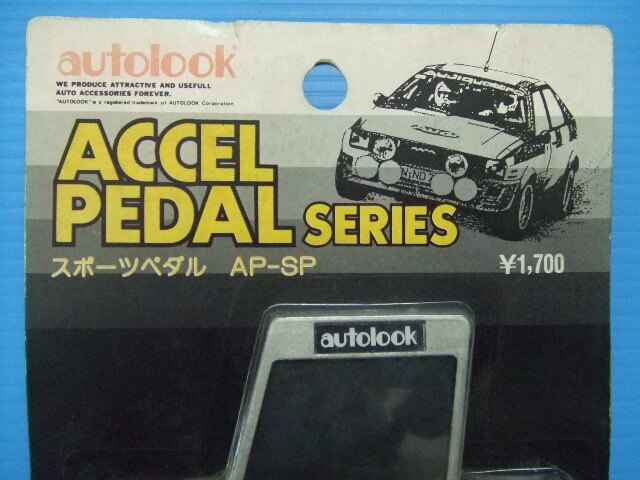 autolook
WE PRODUCE ATTRACTIVE AND USEFULL
AUTO ACCESSORIES FOREVER.
"AUTOLOOK" is a registered trademark of AUTOLOOK Corporation.
ACCEL
PEDAL SERIES
スポーツペダル AP-SP
¥1,700
autolook